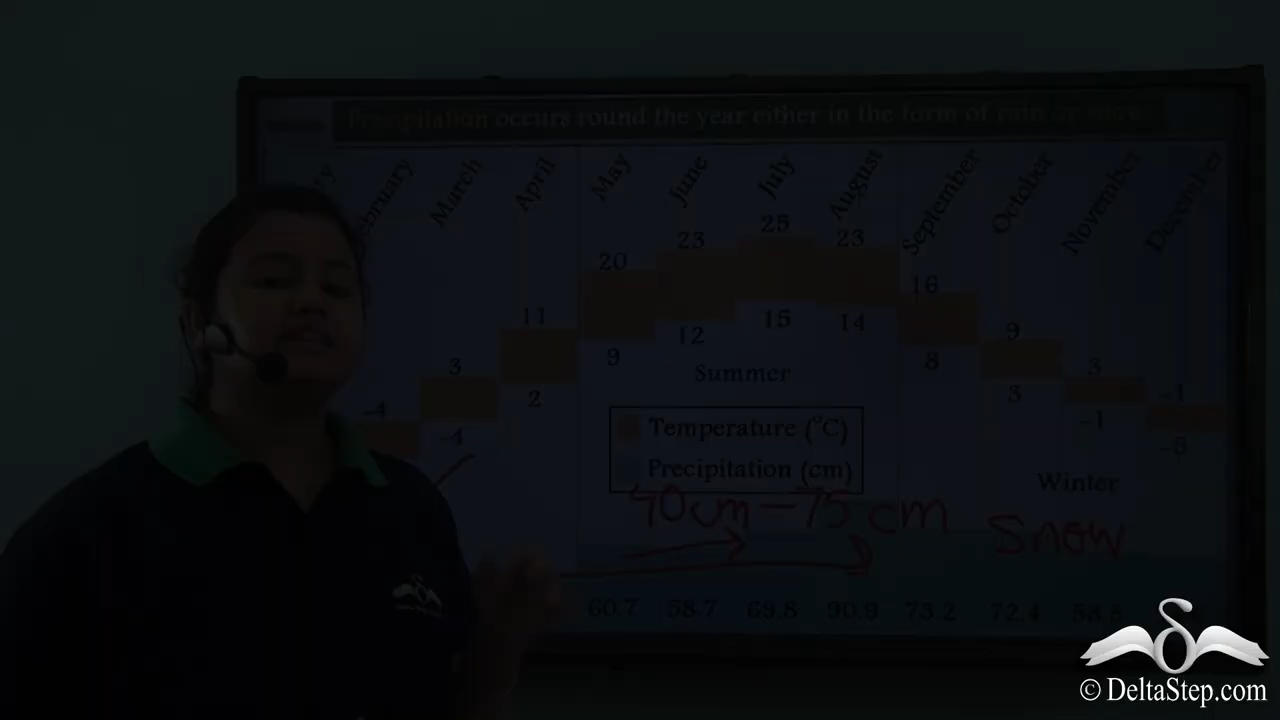 Precipitation occurs round the year either in the form of rain or snow.
March April May June July August September October November December
25
23 23
20
16
11
15
12 14
9
9 8
3 3
2 3
-4 -4
-1 -1
-6
Summer
Temperature (°C)
Precipitation (cm)
Winter
40cm - 75cm Snow
60.7 58.7 69.8 90.9 73.2 72.4
© DeltaStep.com